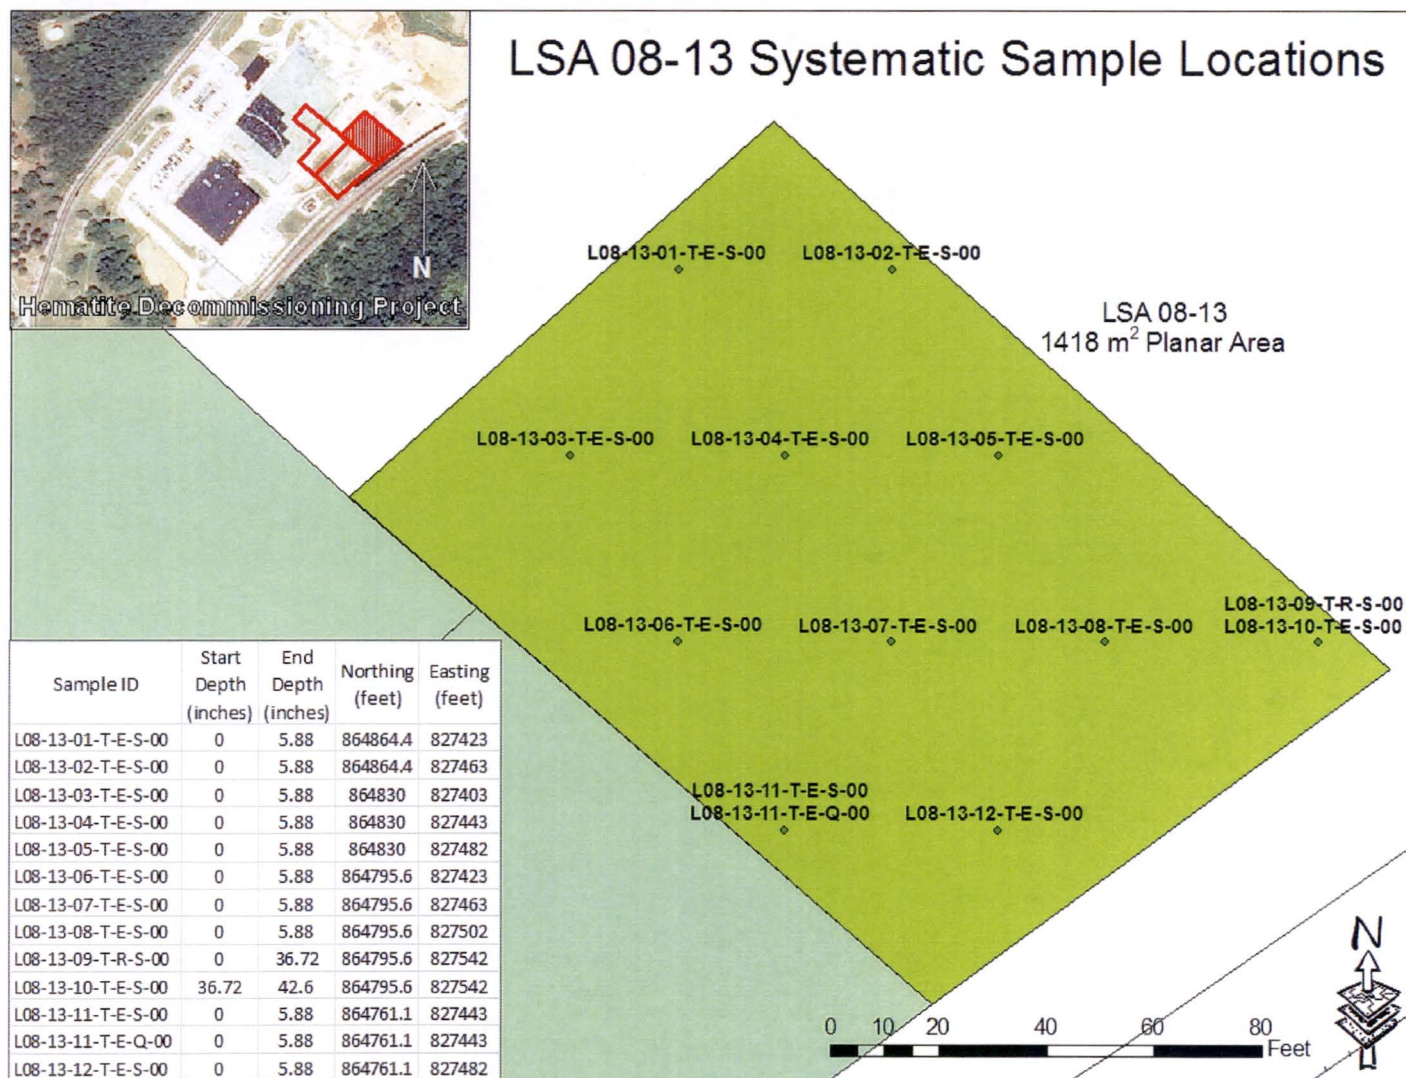 LSA 08-13 Systematic Sample Locations
N
Hematite Decommissioning Project
L08-13-01-T-E-S-00
L08-13-02-T-E-S-00
LSA 08-13
1418 m² Planar Area
L08-13-03-T-E-S-00
L08-13-04-T-E-S-00
L08-13-05-T-E-S-00
L08-13-06-T-E-S-00
L08-13-07-T-E-S-00
L08-13-08-T-E-S-00
L08-13-09-T-R-S-00
L08-13-10-T-E-S-00
L08-13-11-T-E-S-00
L08-13-11-T-E-Q-00
L08-13-12-T-E-S-00
Sample ID Start Depth (inches) End Depth (inches) Northing (feet) Easting (feet)
L08-13-01-T-E-S-00 0 5.88 864864.4 827423
L08-13-02-T-E-S-00 0 5.88 864864.4 827463
L08-13-03-T-E-S-00 0 5.88 864830 827403
L08-13-04-T-E-S-00 0 5.88 864830 827443
L08-13-05-T-E-S-00 0 5.88 864830 827482
L08-13-06-T-E-S-00 0 5.88 864795.6 827423
L08-13-07-T-E-S-00 0 5.88 864795.6 827463
L08-13-08-T-E-S-00 0 5.88 864795.6 827502
L08-13-09-T-R-S-00 0 36.72 864795.6 827542
L08-13-10-T-E-S-00 36.72 42.6 864795.6 827542
L08-13-11-T-E-S-00 0 5.88 864761.1 827443
L08-13-11-T-E-Q-00 0 5.88 864761.1 827443
L08-13-12-T-E-S-00 0 5.88 864761.1 827482
N
0 10 20 40 60 80
Feet